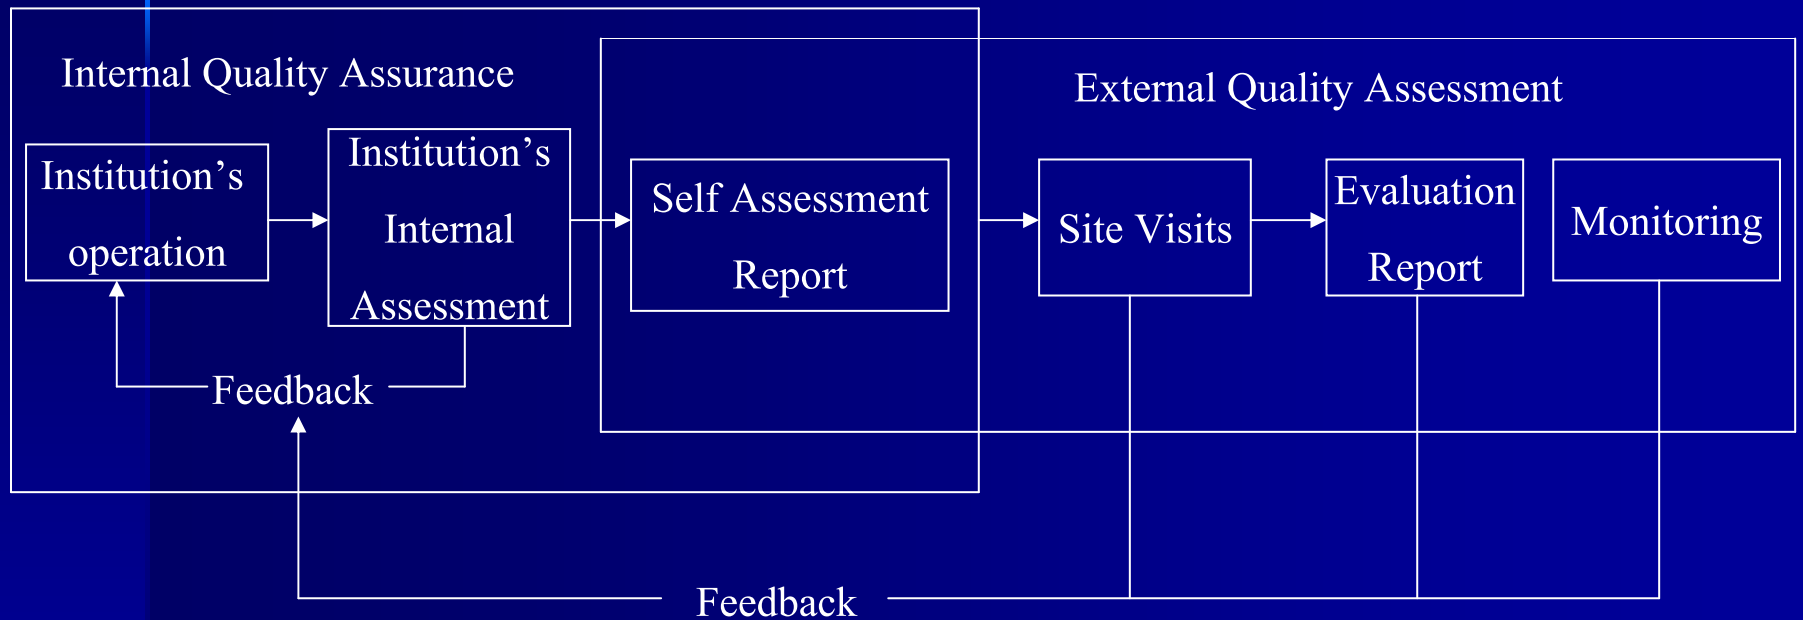 Internal Quality Assurance
External Quality Assessment
Institution’s
operation
Institution’s
Internal
Assessment
Self Assessment
Report
Site Visits
Evaluation
Report
Monitoring
Feedback
Feedback